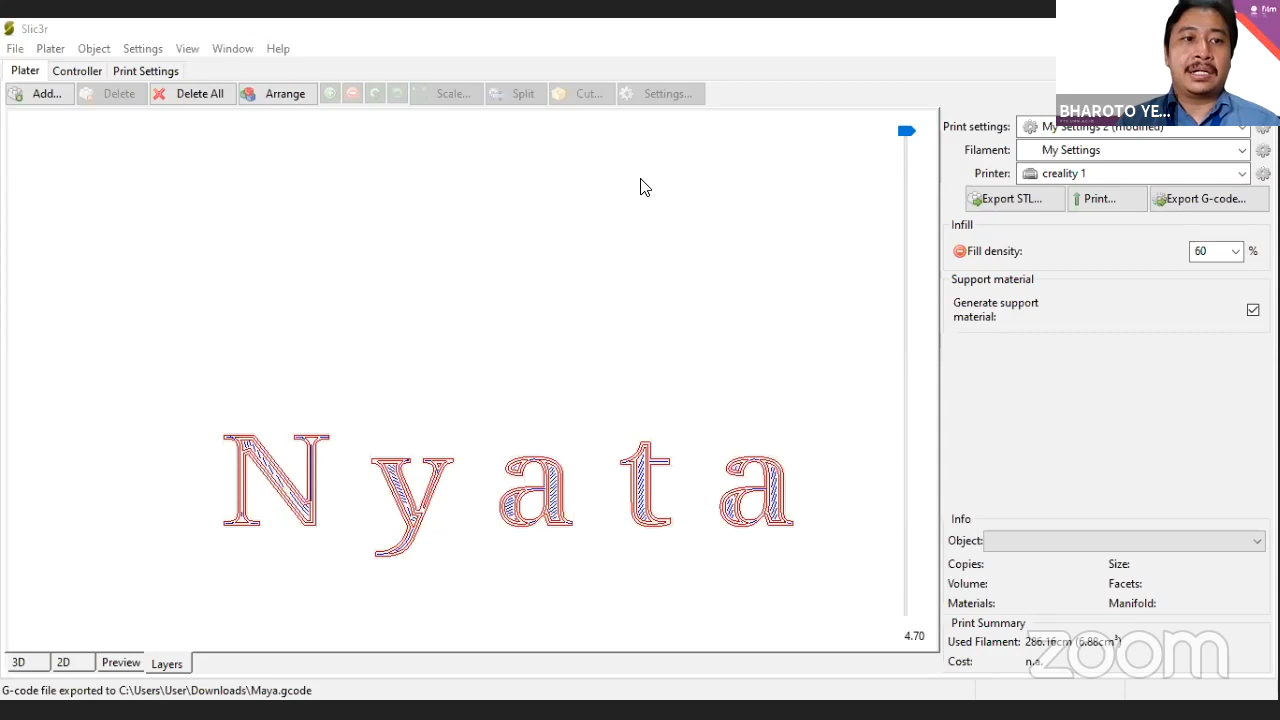 Slic3r
File Plater Object Settings View Window Help
Plater Controller Print Settings
Add... Delete Delete All Arrange Scale... Split Cut... Settings...
BHAROTO YE...
Print settings: My Settings 2 (modified)
Filament: My Settings
Printer: creality 1
Export STL... Print... Export G-code...
Infill
Fill density: 60 %
Support material
Generate support
material:
Nyata
Info
Object:
Copies: Size:
Volume: Facets:
Materials: Manifold:
Print Summary
4.70
Used Filament: 286.16cm (6.88cm³)
Cost: n.a.
zoom
3D 2D Preview Layers
G-code file exported to C:\Users\User\Downloads\Maya.gcode